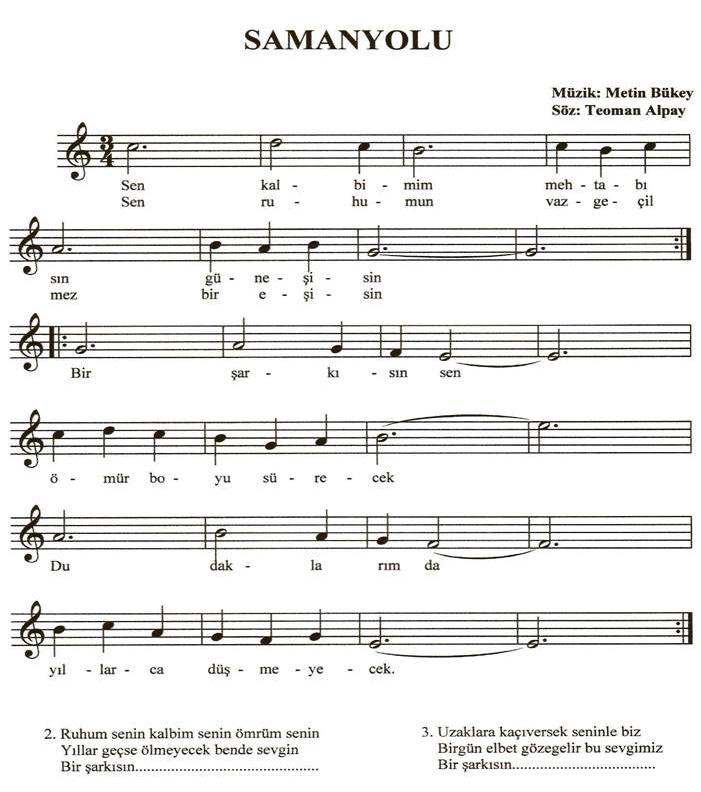 SAMANYOLU
Müzik: Metin Bükey
Söz: Teoman Alpay
3
4
Sen kal - bi - mim meh - ta - bı
Sen ru - hu - mun vaz - ge - çil
sın gü - ne - şi - sin
mez bir e - şi - sin
Bir şar - kı - sın sen
ö - mür bo - yu sü - re - cek
Du dak - la rım da
yıl - lar - ca düş - me - ye - cek.
2. Ruhum senin kalbim senin ömrüm senin
Yıllar geçse ölmeyecek bende sevgin
Bir şarkısın..................................................
3. Uzaklara kaçıversek seninle biz
Birgün elbet gözegelir bu sevgimiz
Bir şarkısın.......................................